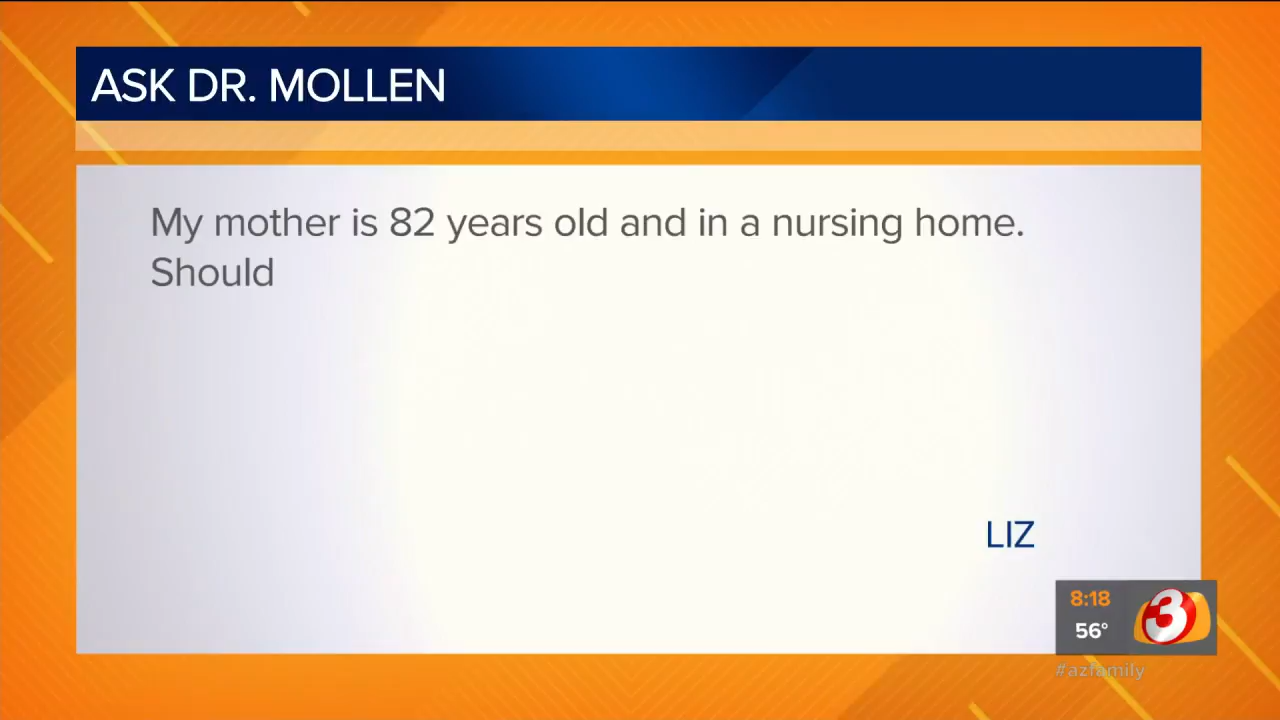 ASK DR. MOLLEN
My mother is 82 years old and in a nursing home.
Should
LIZ
8:18
3
56°
#azfamily